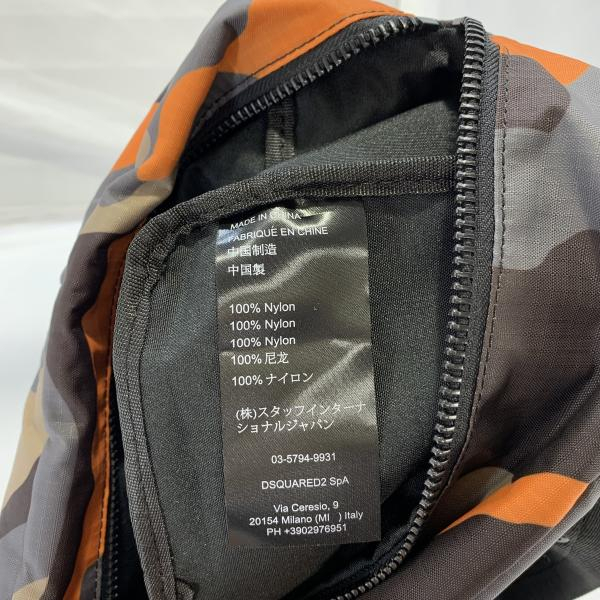 MADE IN CHINA
FABRIQUÉ EN CHINE
中国制造
中国製
100% Nylon
100% Nylon
100% Nylon
100% 尼龙
100% ナイロン
(株)スタッフインターナ
ショナルジャパン
03-5794-9931
DSQUARED2 SpA
Via Ceresio, 9
20154 Milano (MI ) Italy
PH +3902976951